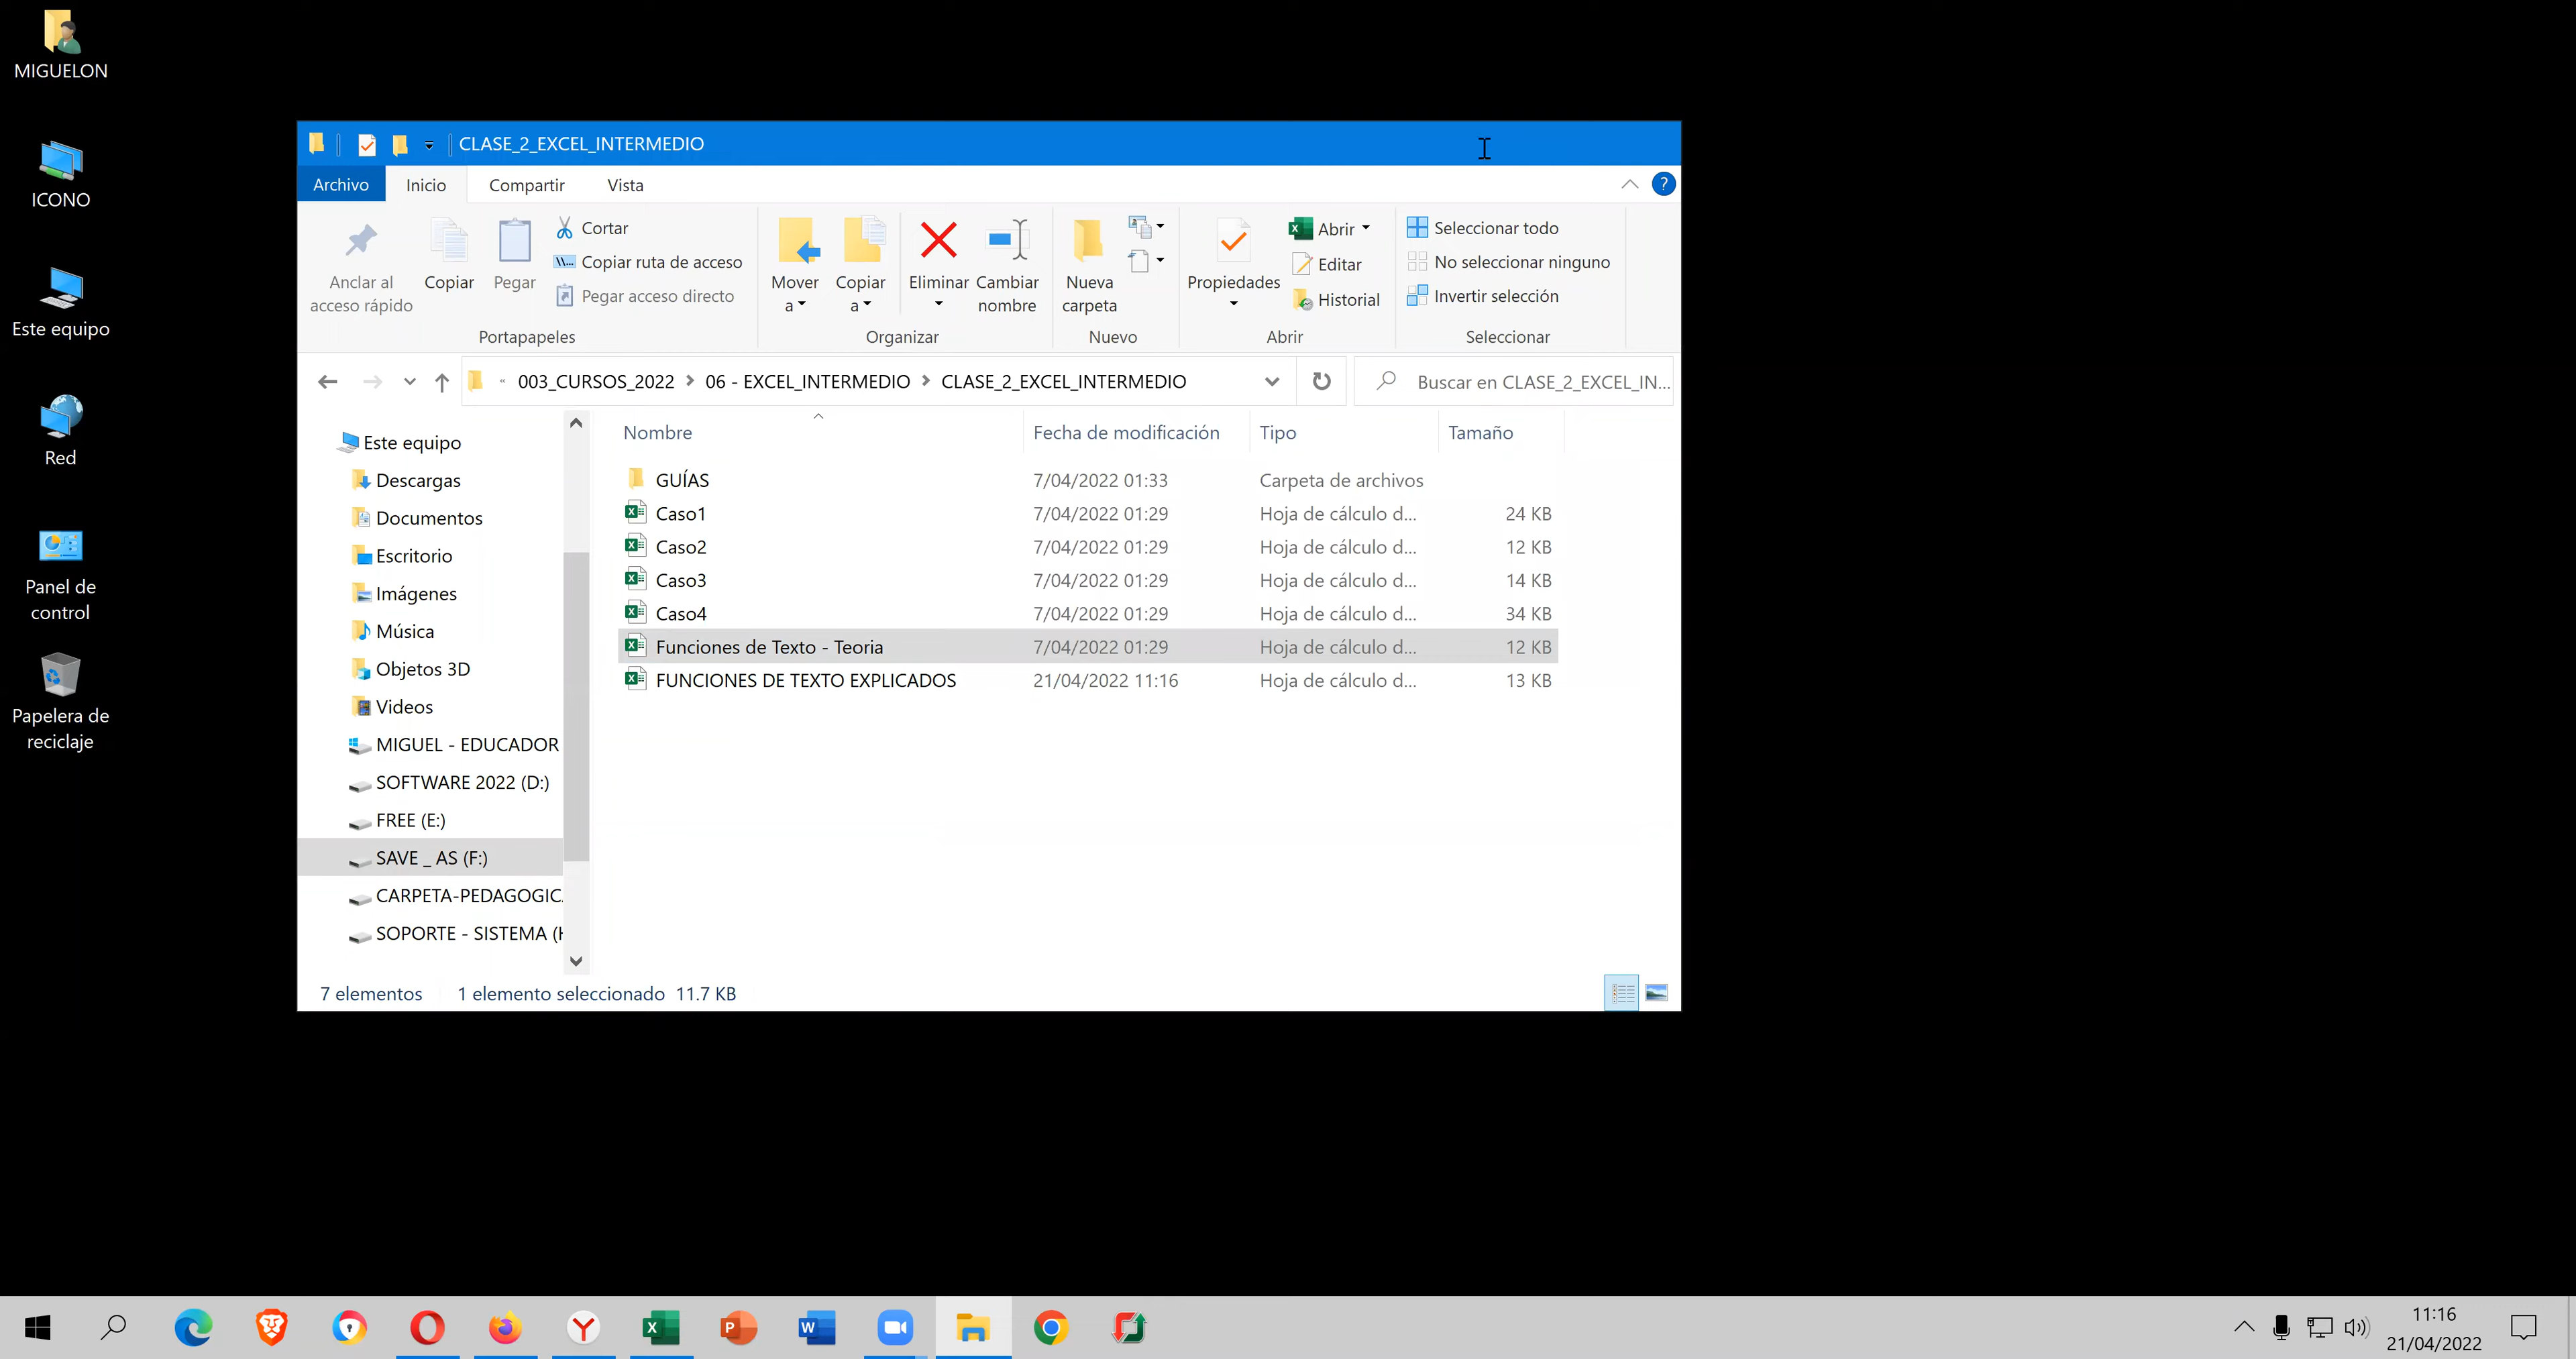 MIGUELON
ICONO
Este equipo
Red
Panel de
control
Papelera de
reciclaje
CLASE_2_EXCEL_INTERMEDIO
Archivo
Inicio
Compartir
Vista
?
Anclar al
acceso rápido
Copiar
Pegar
Cortar
Copiar ruta de acceso
Pegar acceso directo
Portapapeles
Mover
a
Copiar
a
Eliminar
Cambiar
nombre
Organizar
Nueva
carpeta
Nuevo
Propiedades
Abrir
Editar
Historial
Abrir
Seleccionar todo
No seleccionar ninguno
Invertir selección
Seleccionar
« 003_CURSOS_2022 > 06 - EXCEL_INTERMEDIO > CLASE_2_EXCEL_INTERMEDIO
Buscar en CLASE_2_EXCEL_IN...
Este equipo
Descargas
Documentos
Escritorio
Imágenes
Música
Objetos 3D
Videos
MIGUEL - EDUCADOR
SOFTWARE 2022 (D:)
FREE (E:)
SAVE _ AS (F:)
CARPETA-PEDAGOGIC
SOPORTE - SISTEMA (H
Nombre Fecha de modificación Tipo Tamaño
GUÍAS 7/04/2022 01:33 Carpeta de archivos
Caso1 7/04/2022 01:29 Hoja de cálculo d... 24 KB
Caso2 7/04/2022 01:29 Hoja de cálculo d... 12 KB
Caso3 7/04/2022 01:29 Hoja de cálculo d... 14 KB
Caso4 7/04/2022 01:29 Hoja de cálculo d... 34 KB
Funciones de Texto - Teoria 7/04/2022 01:29 Hoja de cálculo d... 12 KB
FUNCIONES DE TEXTO EXPLICADOS 21/04/2022 11:16 Hoja de cálculo d... 13 KB
7 elementos 1 elemento seleccionado 11.7 KB
11:16
21/04/2022